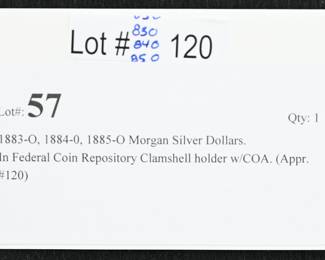 830
Lot # 840 120
850
Lot#: 57
Qty: 1
1883-O, 1884-0, 1885-O Morgan Silver Dollars.
In Federal Coin Repository Clamshell holder w/COA. (Appr.
#120)